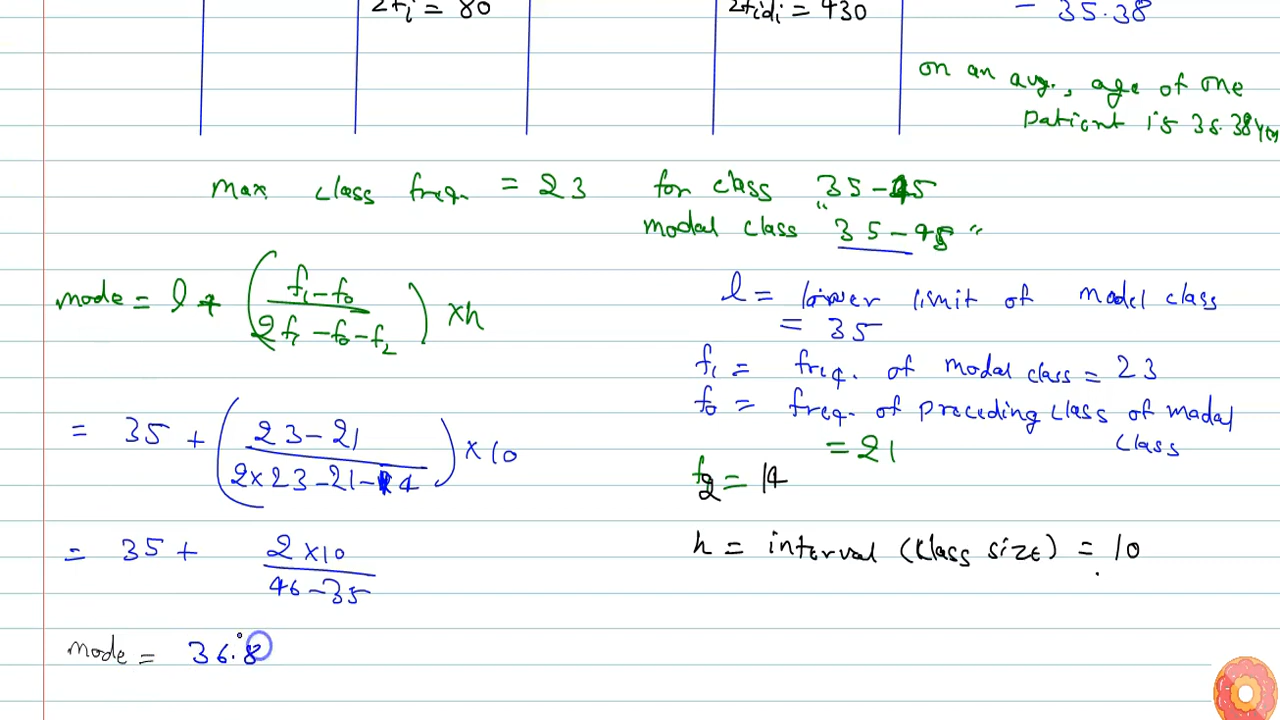 Σfi = 80
Σfidi = 430
= 35.38
on an avg., age of one
patient is 35.38 yrs
max class freq. = 23 for class 35-45
modal class "35-45"
mode = l + ( f1 - f0 / 2f1 - f0 - f2 ) × h
l = lower limit of model class
= 35
f1 = freq. of modal class = 23
f0 = freq. of preceding class of modal
class
= 21
f2 = 14
h = interval (class size) = 10
= 35 + ( 23 - 21 / 2×23 - 21 - 14 ) × 10
= 35 + 2×10 / 46 - 35
mode = 36.8